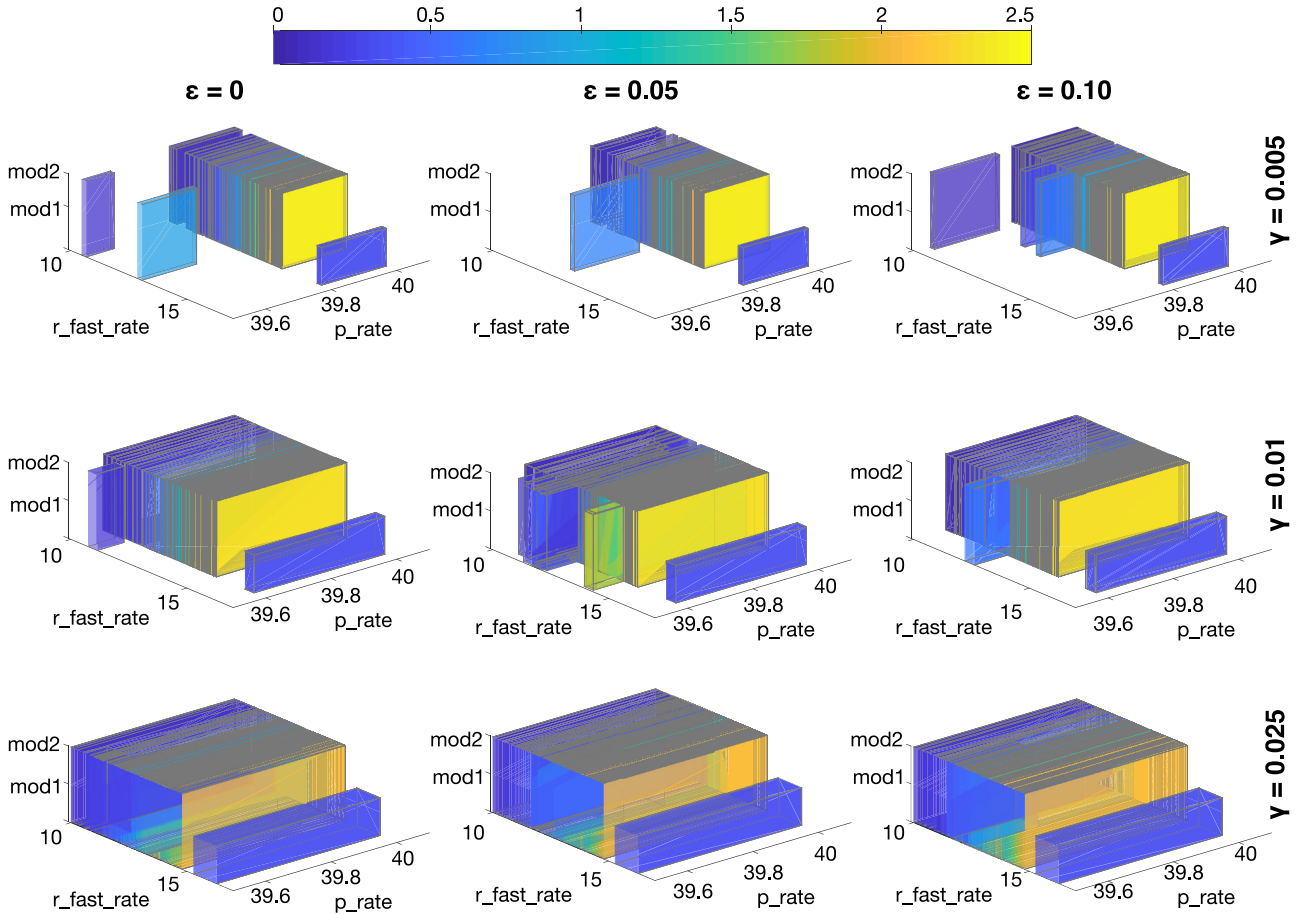 0 0.5 1 1.5 2 2.5
ε = 0 ε = 0.05 ε = 0.10
mod2 mod2 mod2
mod1 mod1 mod1
γ = 0.005
10 10 10
40 40 40
15 39.8 15 39.8 15 39.8
r_fast_rate 39.6 p_rate r_fast_rate 39.6 p_rate r_fast_rate 39.6 p_rate
mod2 mod2 mod2
mod1 mod1 mod1
γ = 0.01
10 10 10
40 40 40
15 39.8 15 39.8 15 39.8
r_fast_rate 39.6 p_rate r_fast_rate 39.6 p_rate r_fast_rate 39.6 p_rate
mod2 mod2 mod2
mod1 mod1 mod1
γ = 0.025
10 10 10
40 40 40
15 39.8 15 39.8 15 39.8
r_fast_rate 39.6 p_rate r_fast_rate 39.6 p_rate r_fast_rate 39.6 p_rate